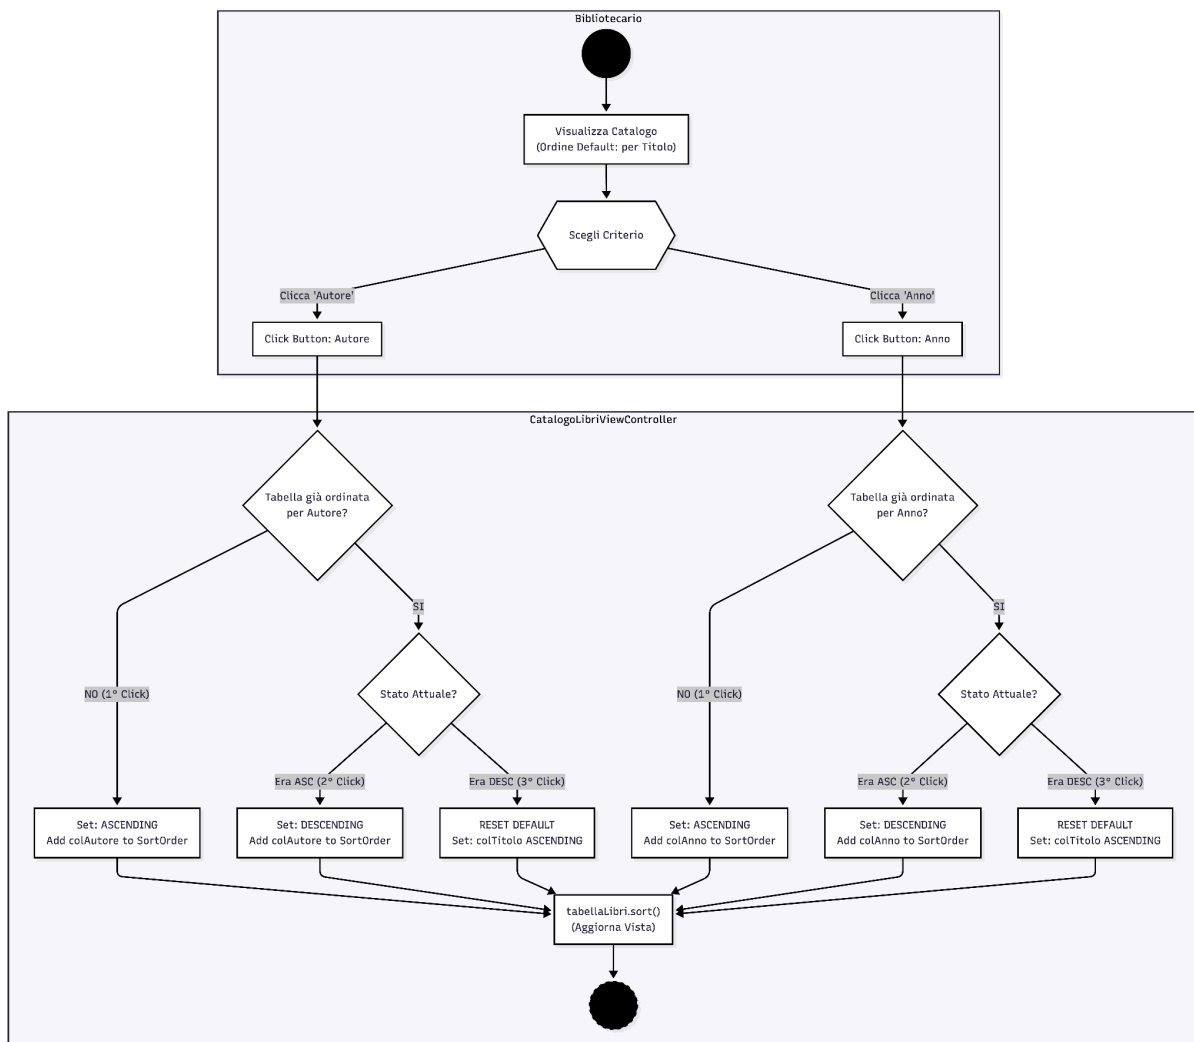 Bibliotecario
Visualizza Catalogo
(Ordine Default: per Titolo)
Scegli Criterio
Clicca 'Autore'
Clicca 'Anno'
Click Button: Autore
Click Button: Anno
CatalogoLibriViewController
Tabella già ordinata
per Autore?
Tabella già ordinata
per Anno?
SI
SI
NO (1° Click)
Stato Attuale?
NO (1° Click)
Stato Attuale?
Era ASC (2° Click)
Era DESC (3° Click)
Era ASC (2° Click)
Era DESC (3° Click)
Set: ASCENDING
Add colAutore to SortOrder
Set: DESCENDING
Add colAutore to SortOrder
RESET DEFAULT
Set: colTitolo ASCENDING
Set: ASCENDING
Add colAnno to SortOrder
Set: DESCENDING
Add colAnno to SortOrder
RESET DEFAULT
Set: colTitolo ASCENDING
tabellaLibri.sort()
(Aggiorna Vista)